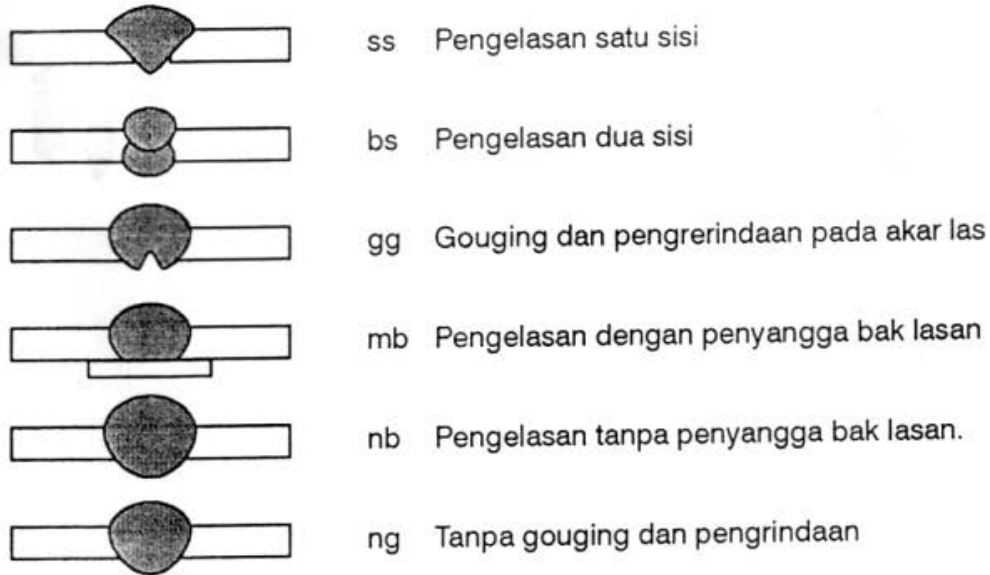 ss Pengelasan satu sisi
bs Pengelasan dua sisi
gg Gouging dan pengrerindaan pada akar las
mb Pengelasan dengan penyangga bak lasan
nb Pengelasan tanpa penyangga bak lasan.
ng Tanpa gouging dan pengrindaan